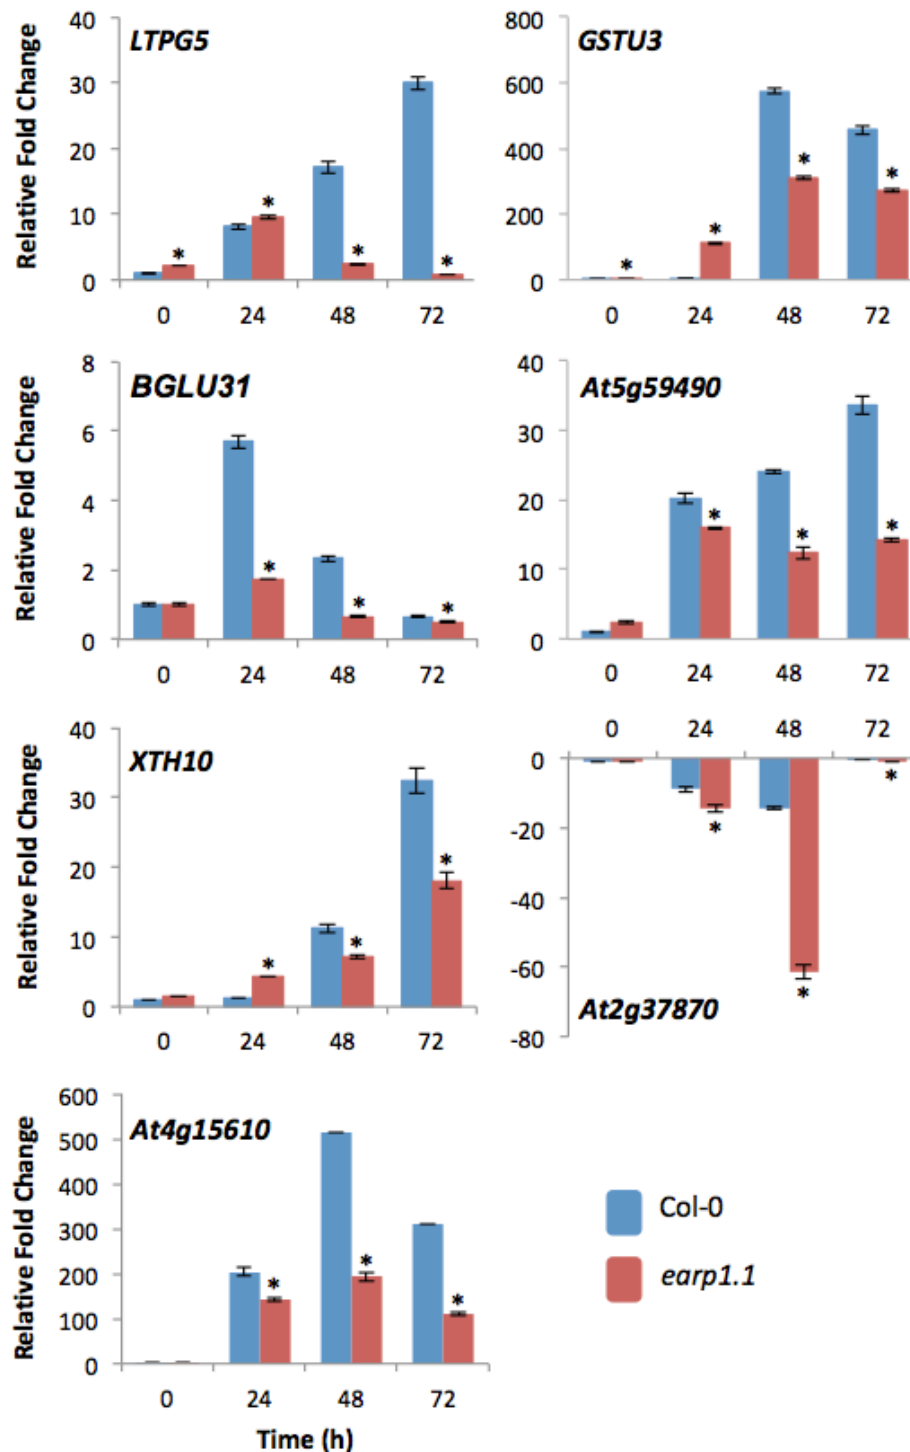 LTPG5
Relative Fold Change
40
30
20
10
0
* * * *
0 24 48 72
GSTU3
800
600
400
200
0
* * * *
0 24 48 72
BGLU31
Relative Fold Change
8
6
4
2
0
* * *
0 24 48 72
At5g59490
40
30
20
10
0
* * *
0 24 48 72
XTH10
Relative Fold Change
40
30
20
10
0
* * *
0 24 48 72
0 24 48 72
0
-20
-40
-60
-80
* * *
At2g37870
At4g15610
Relative Fold Change
600
500
400
300
200
100
0
* * *
0 24 48 72
Time (h)
Col-0
earp1.1